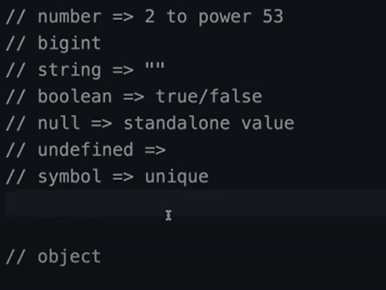 // number => 2 to power 53
// bigint
// string => ""
// boolean => true/false
// null => standalone value
// undefined =>
// symbol => unique
// object